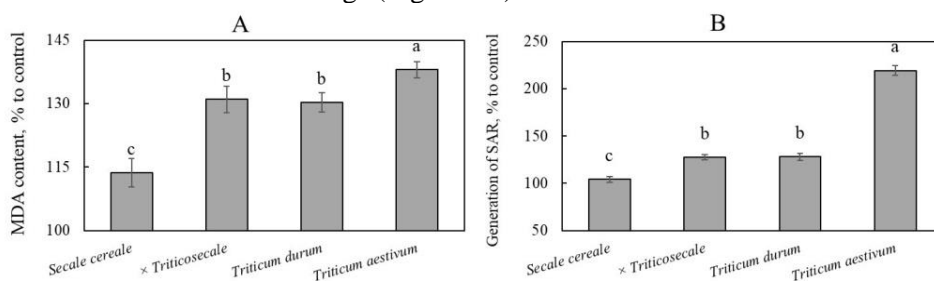 A
MDA content, % to control
145
130
115
100
c
b
b
a
Secale cereale
× Triticosecale
Triticum durum
Triticum aestivum
B
Generation of SAR, % to control
250
200
150
100
50
c
b
b
a
Secale cereale
× Triticosecale
Triticum durum
Triticum aestivum